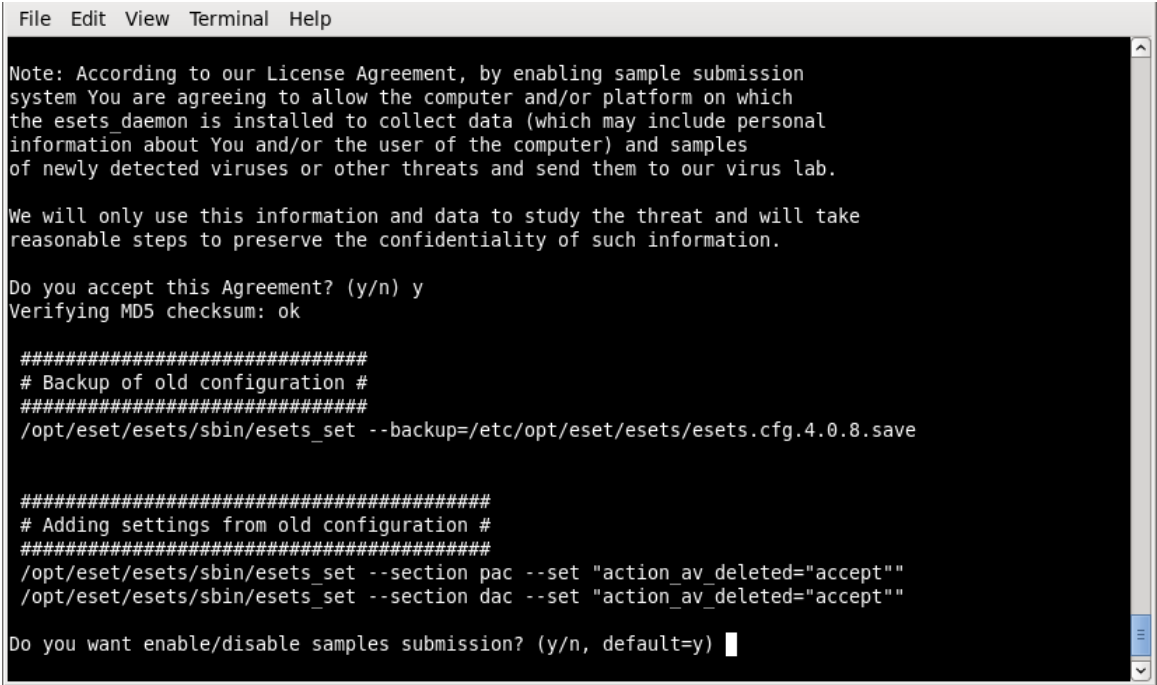 File Edit View Terminal Help
Note: According to our License Agreement, by enabling sample submission
system You are agreeing to allow the computer and/or platform on which
the esets_daemon is installed to collect data (which may include personal
information about You and/or the user of the computer) and samples
of newly detected viruses or other threats and send them to our virus lab.
We will only use this information and data to study the threat and will take
reasonable steps to preserve the confidentiality of such information.
Do you accept this Agreement? (y/n) y
Verifying MD5 checksum: ok
###############################
# Backup of old configuration #
###############################
/opt/eset/esets/sbin/esets_set --backup=/etc/opt/eset/esets/esets.cfg.4.0.8.save
##########################################
# Adding settings from old configuration #
##########################################
/opt/eset/esets/sbin/esets_set --section pac --set "action_av_deleted="accept""
/opt/eset/esets/sbin/esets_set --section dac --set "action_av_deleted="accept""
Do you want enable/disable samples submission? (y/n, default=y)